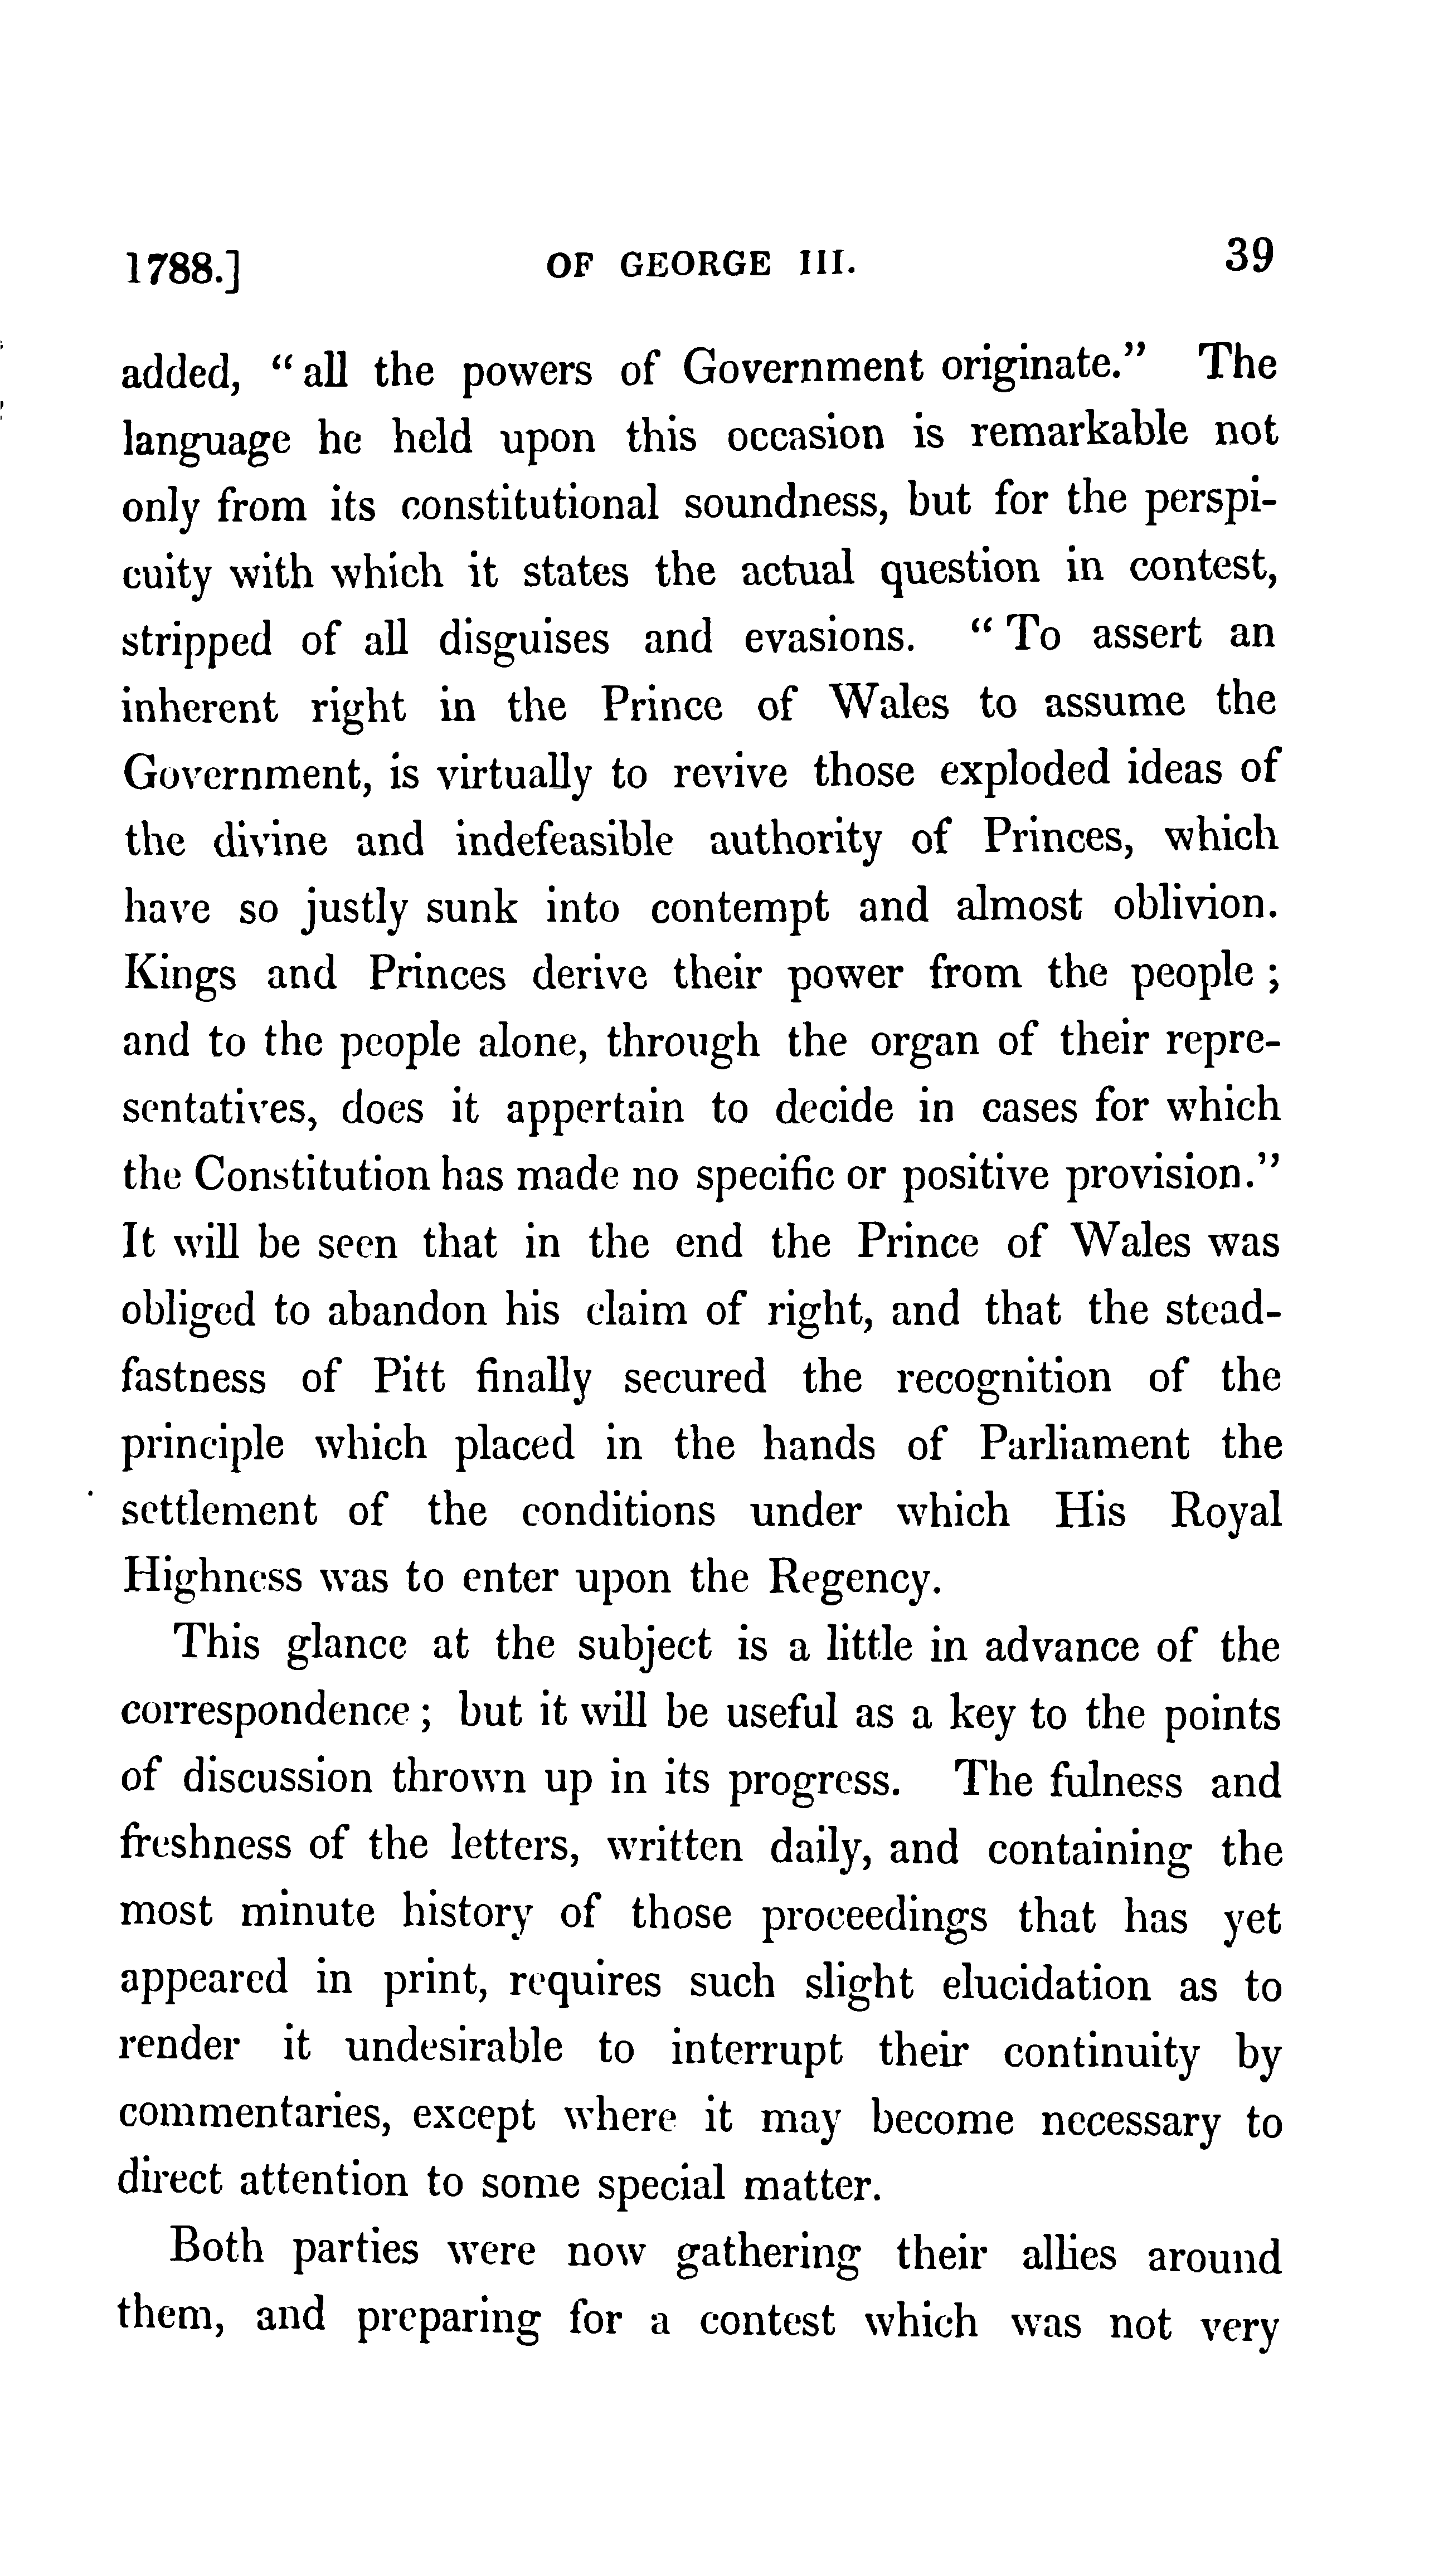 1788.] OF GEORGE III. 39
added, "all the powers of Government originate." The
language he held upon this occasion is remarkable not
only from its constitutional soundness, but for the perspi-
cuity with which it states the actual question in contest,
stripped of all disguises and evasions. "To assert an
inherent right in the Prince of Wales to assume the
Government, is virtually to revive those exploded ideas of
the divine and indefeasible authority of Princes, which
have so justly sunk into contempt and almost oblivion.
Kings and Princes derive their power from the people;
and to the people alone, through the organ of their repre-
sentatives, does it appertain to decide in cases for which
the Constitution has made no specific or positive provision."
It will be seen that in the end the Prince of Wales was
obliged to abandon his claim of right, and that the stead-
fastness of Pitt finally secured the recognition of the
principle which placed in the hands of Parliament the
settlement of the conditions under which His Royal
Highness was to enter upon the Regency.
This glance at the subject is a little in advance of the
correspondence; but it will be useful as a key to the points
of discussion thrown up in its progress. The fulness and
freshness of the letters, written daily, and containing the
most minute history of those proceedings that has yet
appeared in print, requires such slight elucidation as to
render it undesirable to interrupt their continuity by
commentaries, except where it may become necessary to
direct attention to some special matter.
Both parties were now gathering their allies around
them, and preparing for a contest which was not very